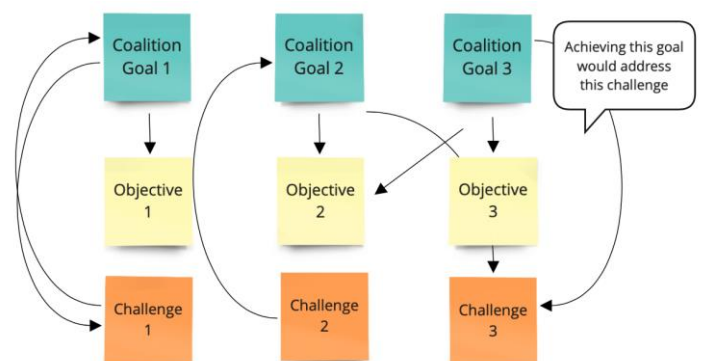 Coalition
Goal 1
Coalition
Goal 2
Coalition
Goal 3
Achieving this goal
would address
this challenge
Objective
1
Objective
2
Objective
3
Challenge
1
Challenge
2
Challenge
3